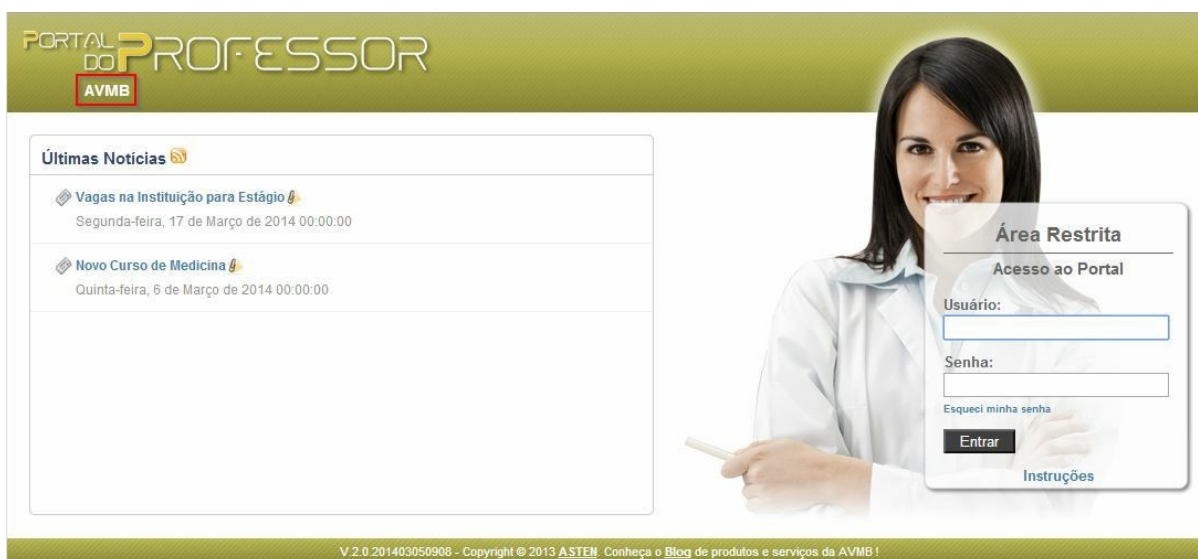 PORTAL
DO PROFESSOR
AVMB
Últimas Notícias
Vagas na Instituição para Estágio
Segunda-feira, 17 de Março de 2014 00:00:00
Novo Curso de Medicina
Quinta-feira, 6 de Março de 2014 00:00:00
Área Restrita
Acesso ao Portal
Usuário:
Senha:
Esqueci minha senha
Entrar
Instruções
V.2.0.201403050908 - Copyright © 2013 ASTEN. Conheça o Blog de produtos e serviços da AVMB !